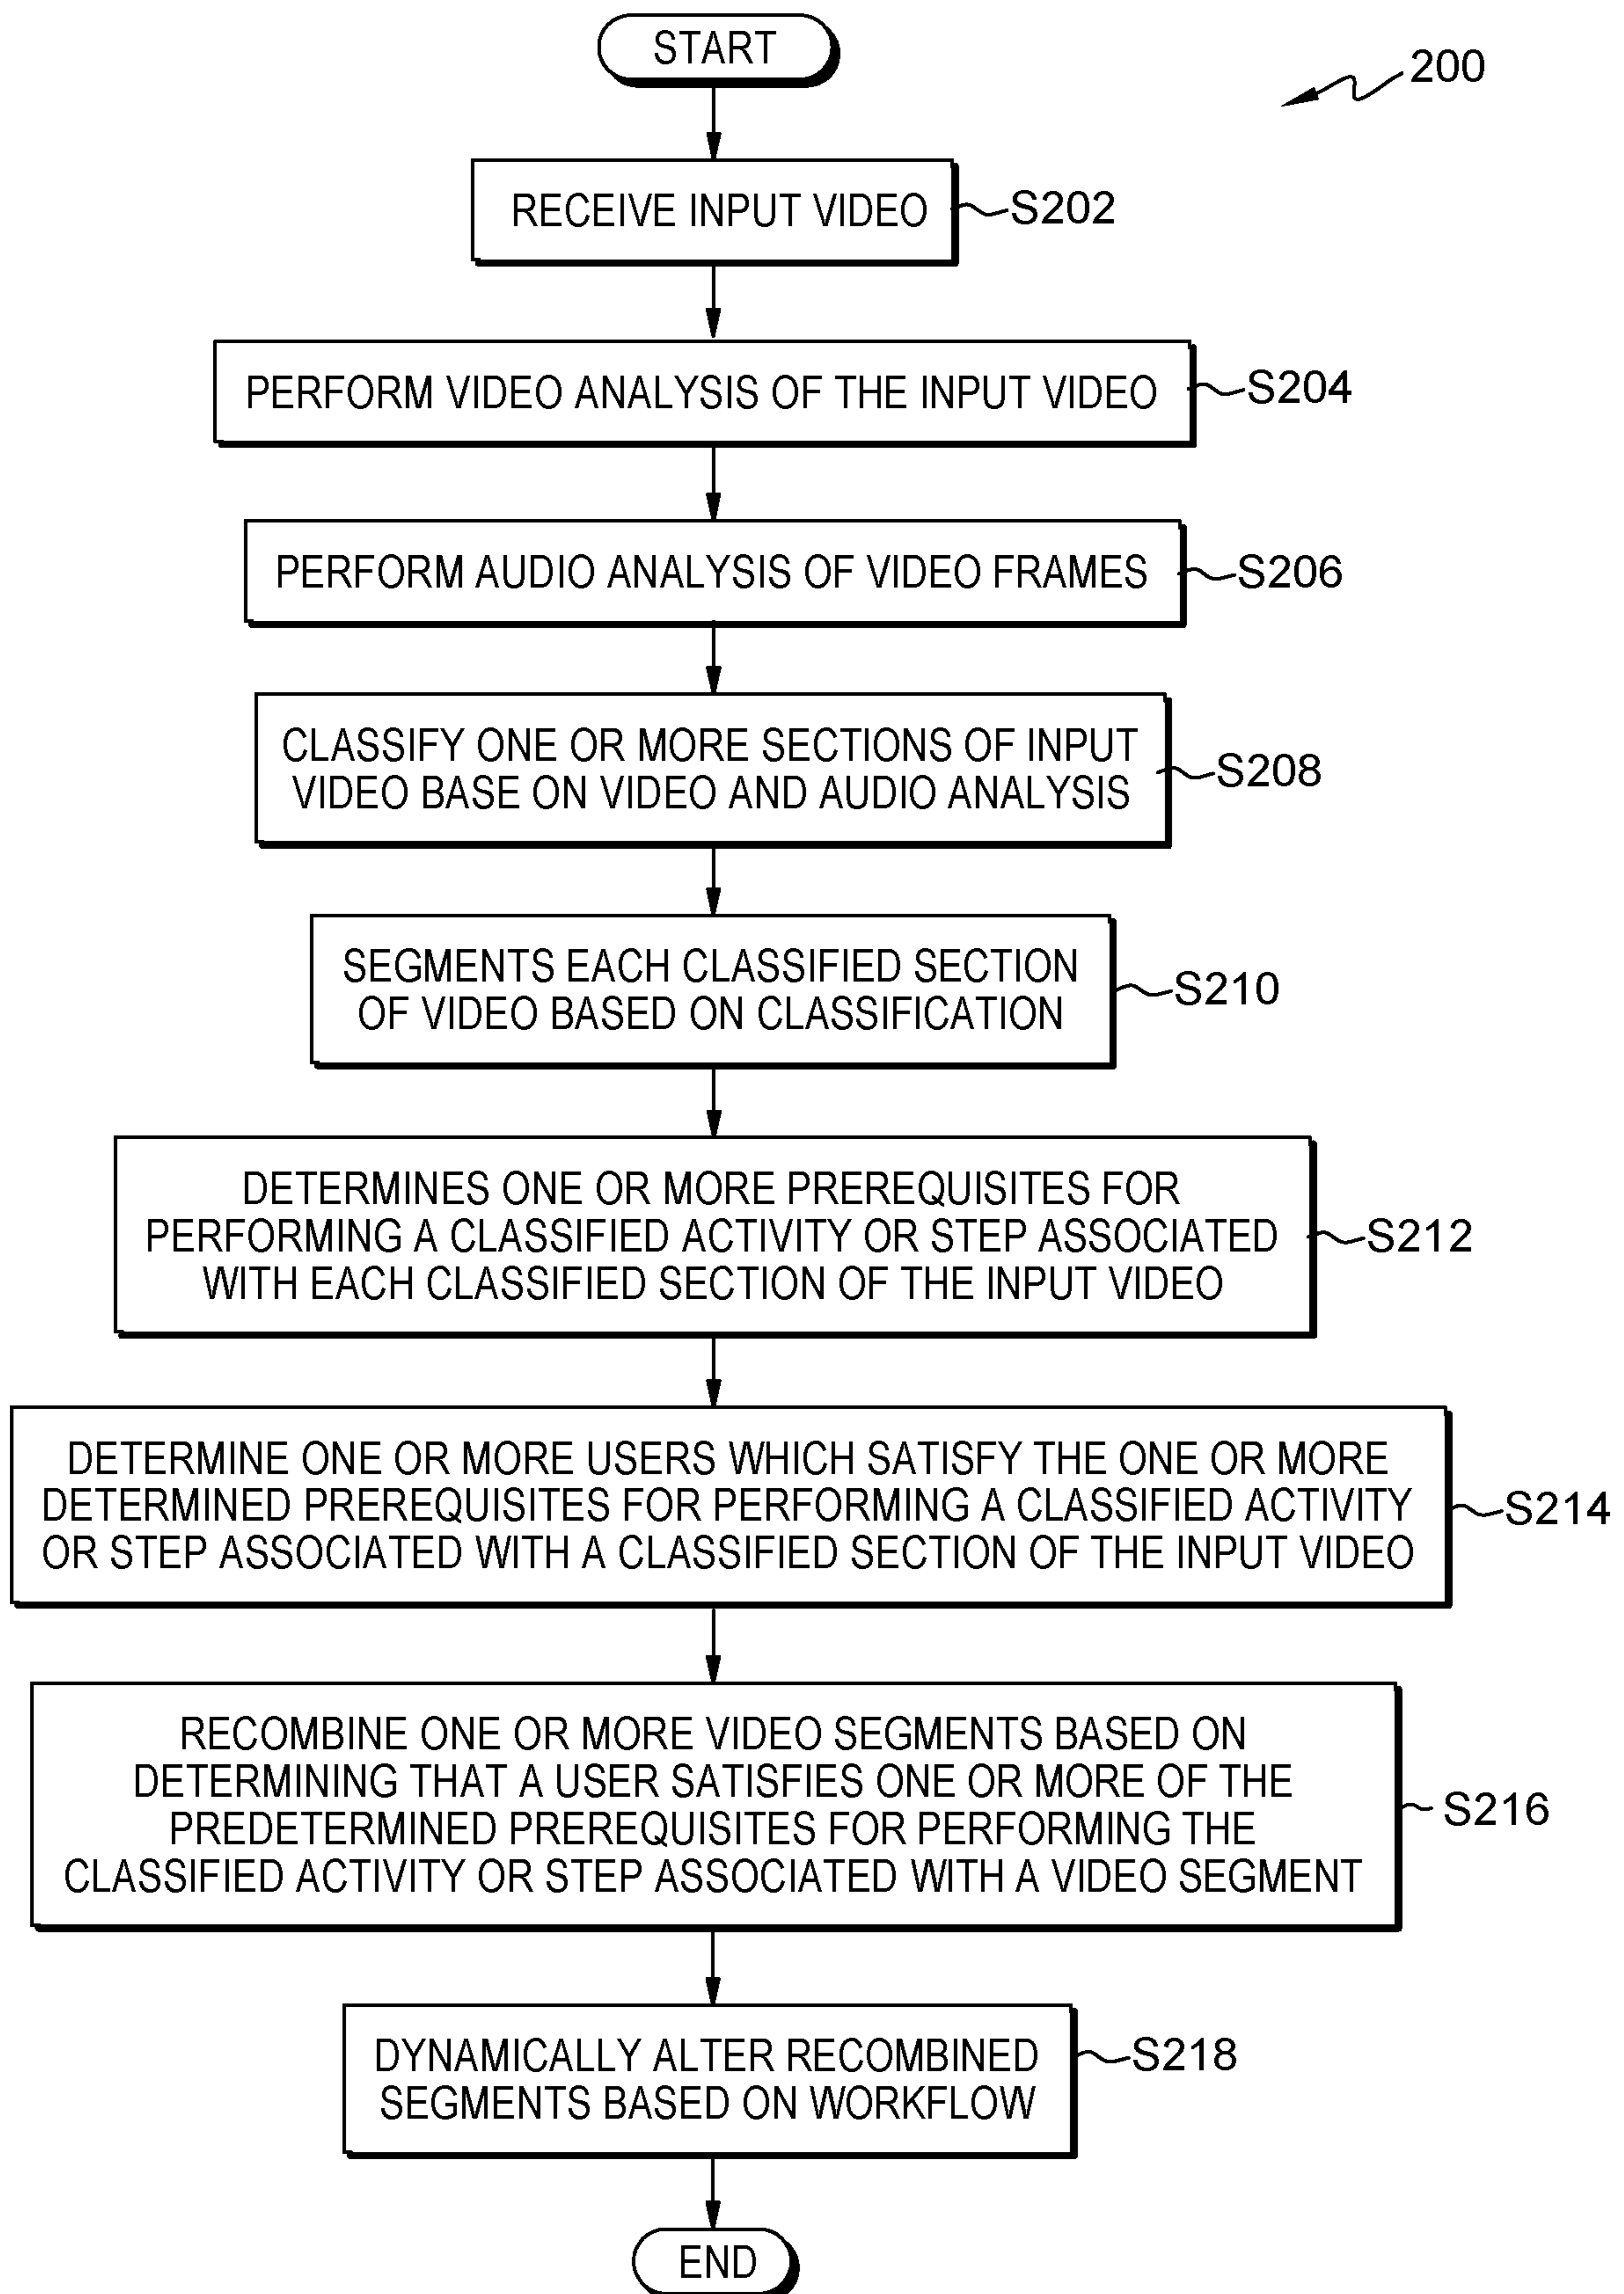 START
200
RECEIVE INPUT VIDEO
S202
PERFORM VIDEO ANALYSIS OF THE INPUT VIDEO
S204
PERFORM AUDIO ANALYSIS OF VIDEO FRAMES
S206
CLASSIFY ONE OR MORE SECTIONS OF INPUT
VIDEO BASE ON VIDEO AND AUDIO ANALYSIS
S208
SEGMENTS EACH CLASSIFIED SECTION
OF VIDEO BASED ON CLASSIFICATION
S210
DETERMINES ONE OR MORE PREREQUISITES FOR
PERFORMING A CLASSIFIED ACTIVITY OR STEP ASSOCIATED
WITH EACH CLASSIFIED SECTION OF THE INPUT VIDEO
S212
DETERMINE ONE OR MORE USERS WHICH SATISFY THE ONE OR MORE
DETERMINED PREREQUISITES FOR PERFORMING A CLASSIFIED ACTIVITY
OR STEP ASSOCIATED WITH A CLASSIFIED SECTION OF THE INPUT VIDEO
S214
RECOMBINE ONE OR MORE VIDEO SEGMENTS BASED ON
DETERMINING THAT A USER SATISFIES ONE OR MORE OF THE
PREDETERMINED PREREQUISITES FOR PERFORMING THE
CLASSIFIED ACTIVITY OR STEP ASSOCIATED WITH A VIDEO SEGMENT
S216
DYNAMICALLY ALTER RECOMBINED
SEGMENTS BASED ON WORKFLOW
S218
END